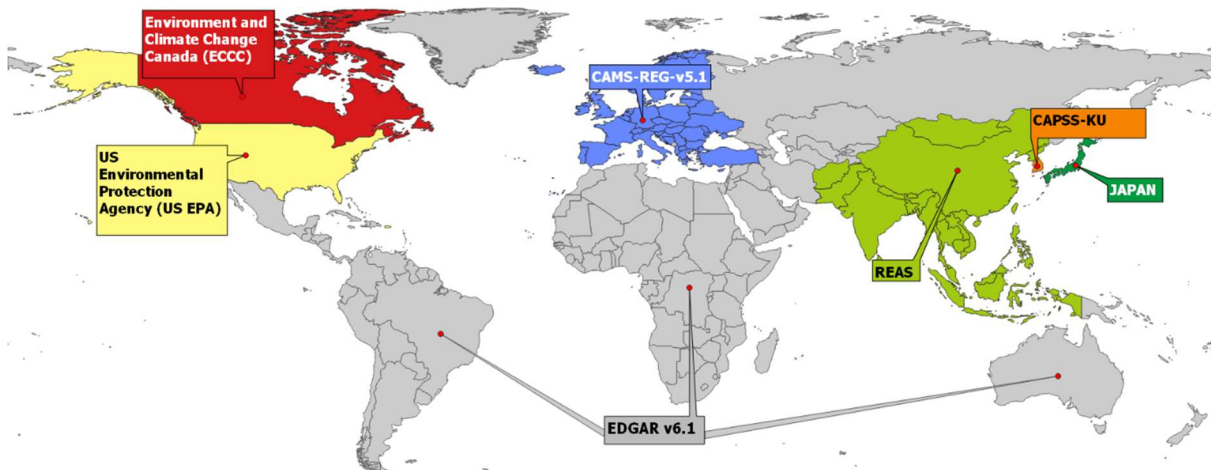 Environment and
Climate Change
Canada (ECCC)
CAMS-REG-v5.1
CAPSS-KU
US
Environmental
Protection
Agency (US EPA)
JAPAN
REAS
EDGAR v6.1